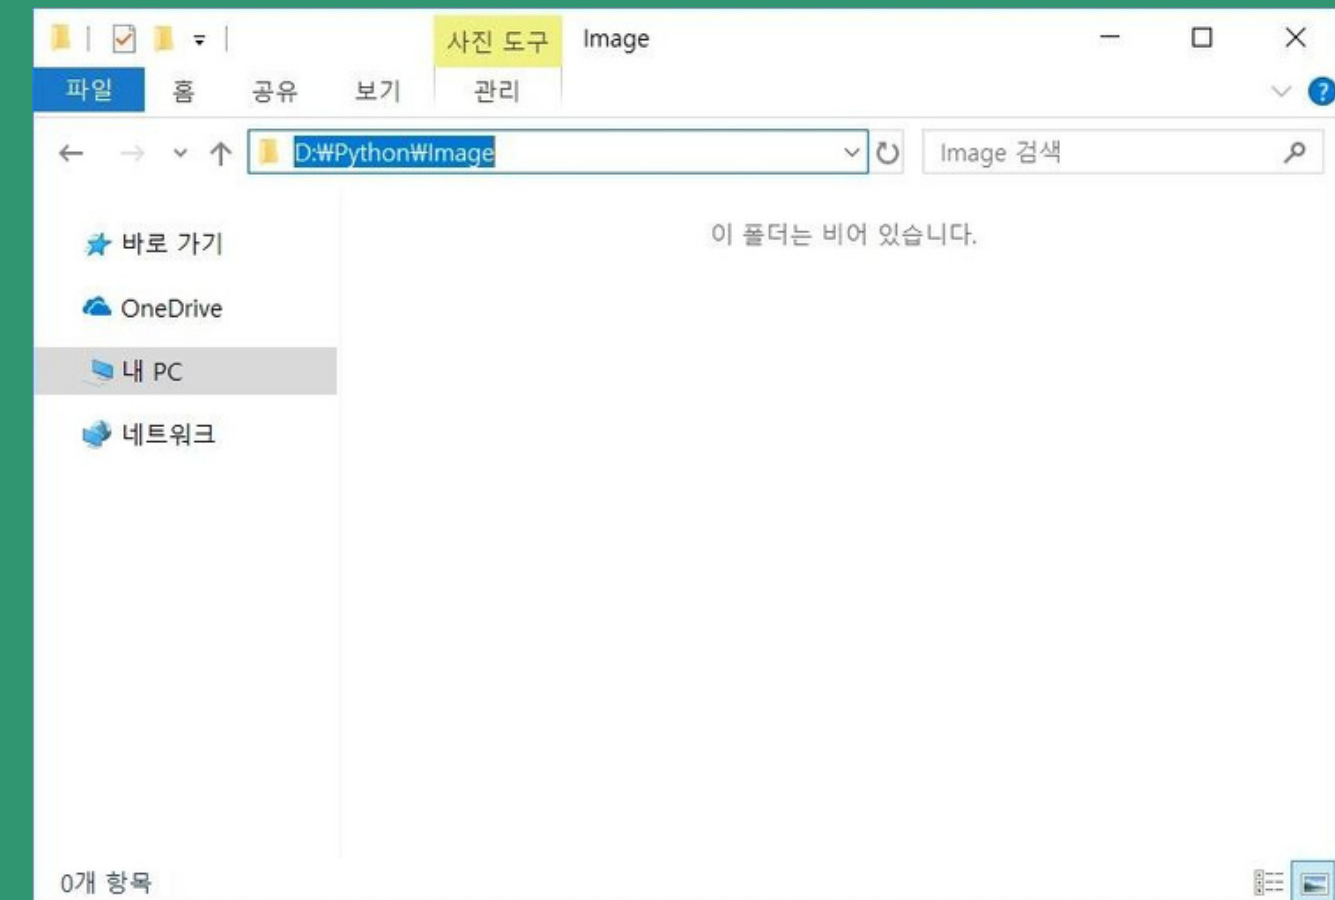 사진 도구 Image
파일 홈 공유 보기 관리
D:₩Python₩Image Image 검색
바로 가기
이 폴더는 비어 있습니다.
OneDrive
내 PC
네트워크
0개 항목